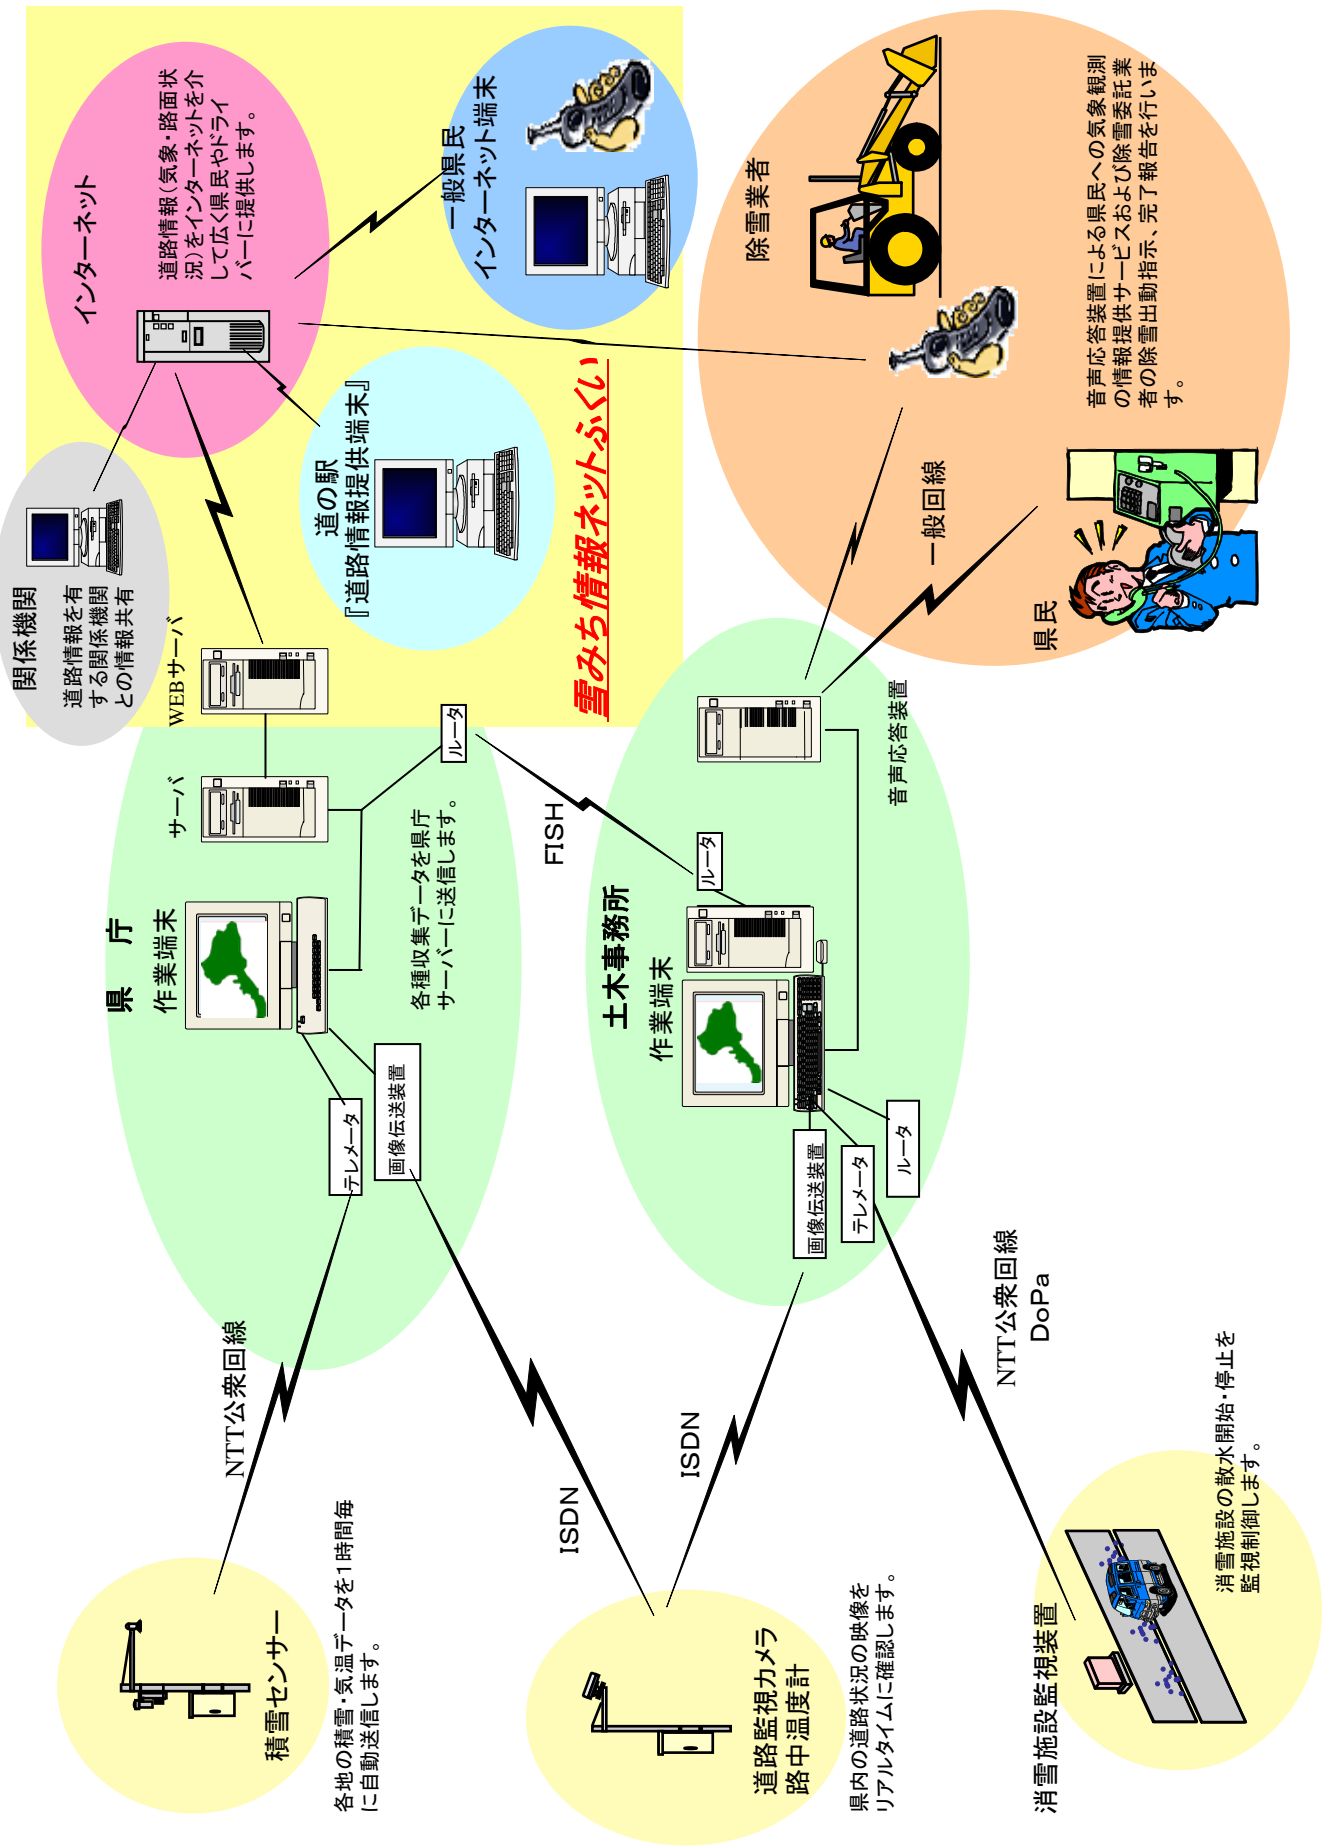 積雪センサー
各地の積雪・気温データを1時間毎
に自動送信します。
NTT公衆回線
県 庁
作業端末
テレメータ
画像伝送装置
各種収集データを県庁
サーバーに送信します。
サーバ
WEBサーバ
ルータ
関係機関
道路情報を有
する関係機関
との情報共有
インターネット
道路情報(気象・路面状
況)をインターネットを介
して広く県民やドライ
バーに提供します。
道の駅
『道路情報提供端末』
一般県民
インターネット端末
雪みち情報ネットふくい
道路監視カメラ
路中温度計
県内の道路状況の映像を
リアルタイムに確認します。
ISDN
ISDN
FISH
土木事務所
作業端末
ルータ
画像伝送装置
テレメータ
ルータ
音声応答装置
一般回線
除雪業者
県民
音声応答装置による県民への気象観測
の情報提供サービスおよび除雪委託業
者の除雪出動指示、完了報告を行いま
す。
消雪施設監視装置
消雪施設の散水開始・停止を
監視制御します。
NTT公衆回線
DoPa